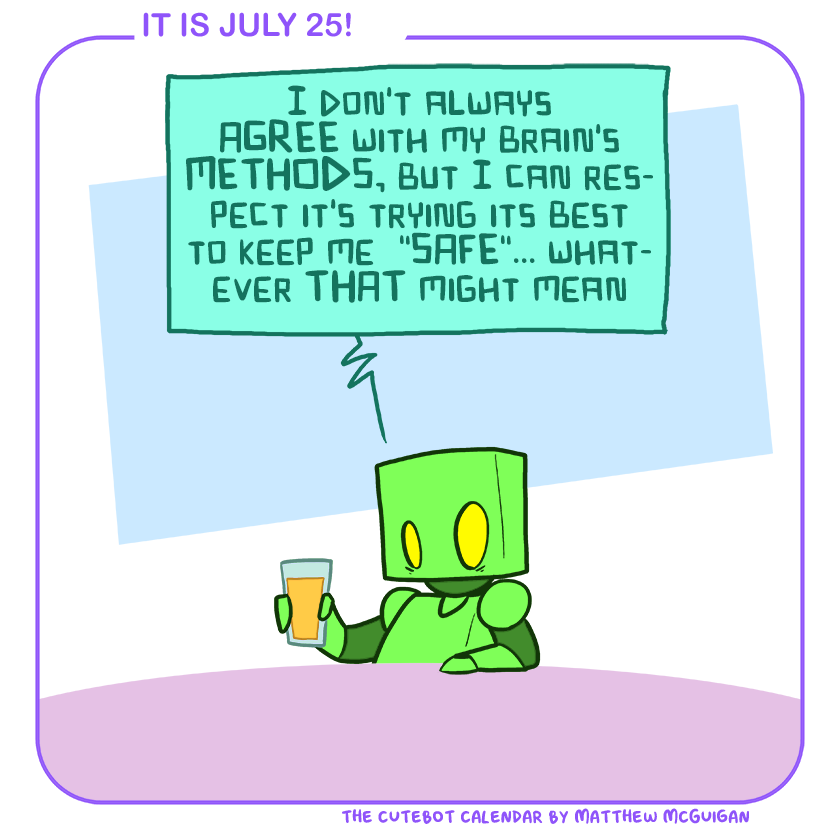 IT IS JULY 25!
I DON'T ALWAYS
AGREE WITH MY BRAIN'S
METHODS, BUT I CAN RES-
PECT IT'S TRYING ITS BEST
TO KEEP ME "SAFE"... WHAT-
EVER THAT MIGHT MEAN
THE CUTEBOT CALENDAR BY MATTHEW MCGUIGAN